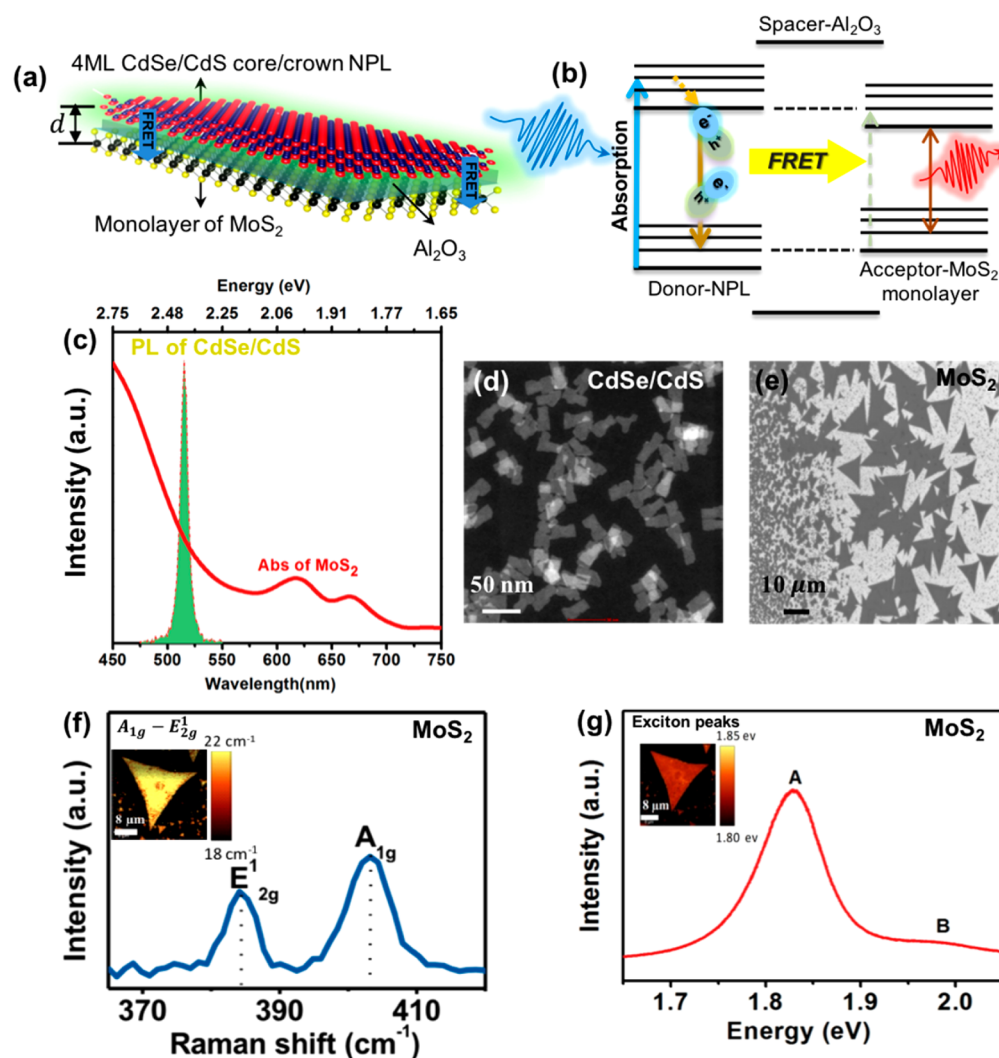 (a)
4ML CdSe/CdS core/crown NPL
d
FRET
FRET
Monolayer of MoS₂
Al₂O₃
(b)
Spacer-Al₂O₃
Absorption
e⁻
h⁺
h⁺
e⁻
FRET
Donor-NPL
Acceptor-MoS₂
monolayer
Energy (eV)
2.75 2.48 2.25 2.06 1.91 1.77 1.65
(c)
PL of CdSe/CdS
Abs of MoS₂
Intensity (a.u.)
450 500 550 600 650 700 750
Wavelength(nm)
(d)
CdSe/CdS
50 nm
(e)
MoS₂
10 μm
(f)
A₁g − E¹₂g
MoS₂
22 cm⁻¹
18 cm⁻¹
8 μm
E¹₂g
A₁g
Intensity (a.u.)
370 390 410
Raman shift (cm⁻¹)
(g)
Exciton peaks
MoS₂
1.85 ev
1.80 ev
8 μm
A
B
Intensity (a.u.)
1.7 1.8 1.9 2.0
Energy (eV)